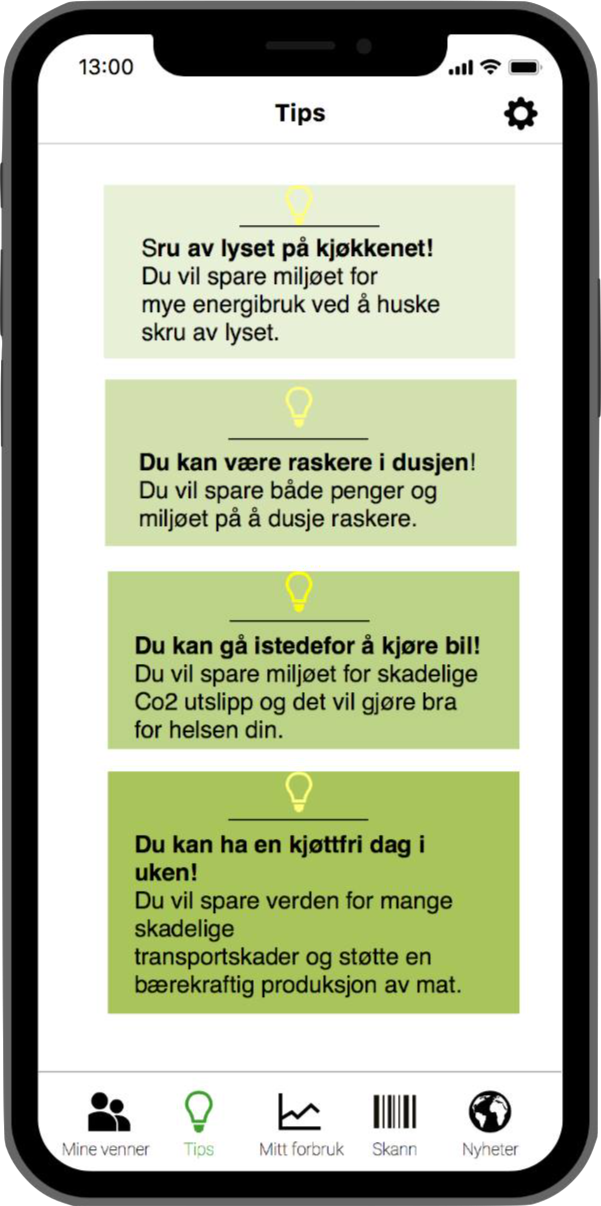 13:00
Tips
Sru av lyset på kjøkkenet!
Du vil spare miljøet for
mye energibruk ved å huske
skru av lyset.
Du kan være raskere i dusjen!
Du vil spare både penger og
miljøet på å dusje raskere.
Du kan gå istedefor å kjøre bil!
Du vil spare miljøet for skadelige
Co2 utslipp og det vil gjøre bra
for helsen din.
Du kan ha en kjøttfri dag i
uken!
Du vil spare verden for mange
skadelige
transportskader og støtte en
bærekraftig produksjon av mat.
Mine venner Tips Mitt forbruk Skann Nyheter